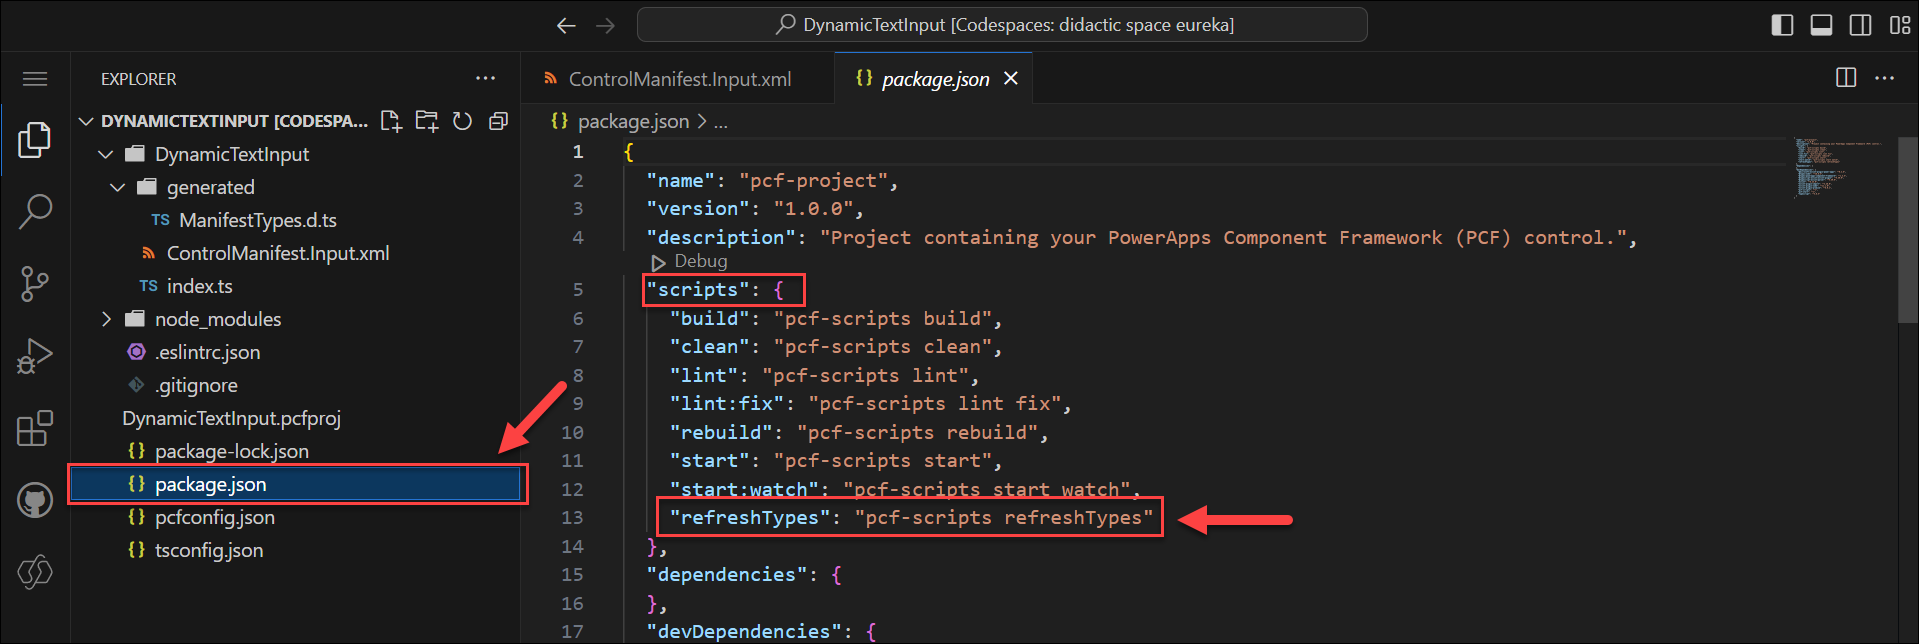 DynamicTextInput [Codespaces: didactic space eureka]
EXPLORER
DYNAMICTEXTINPUT [CODESPA...
DynamicTextInput
generated
TS ManifestTypes.d.ts
ControlManifest.Input.xml
TS index.ts
node_modules
.eslintrc.json
.gitignore
DynamicTextInput.pcfproj
{} package-lock.json
{} package.json
{} pcfconfig.json
{} tsconfig.json
ControlManifest.Input.xml
{} package.json
{} package.json > ...
1 {
2 "name": "pcf-project",
3 "version": "1.0.0",
4 "description": "Project containing your PowerApps Component Framework (PCF) control.",
Debug
5 "scripts": {
6 "build": "pcf-scripts build",
7 "clean": "pcf-scripts clean",
8 "lint": "pcf-scripts lint",
9 "lint:fix": "pcf-scripts lint fix",
10 "rebuild": "pcf-scripts rebuild",
11 "start": "pcf-scripts start",
12 "start:watch": "pcf-scripts start watch",
13 "refreshTypes": "pcf-scripts refreshTypes"
14 },
15 "dependencies": {
16 },
17 "devDependencies": {